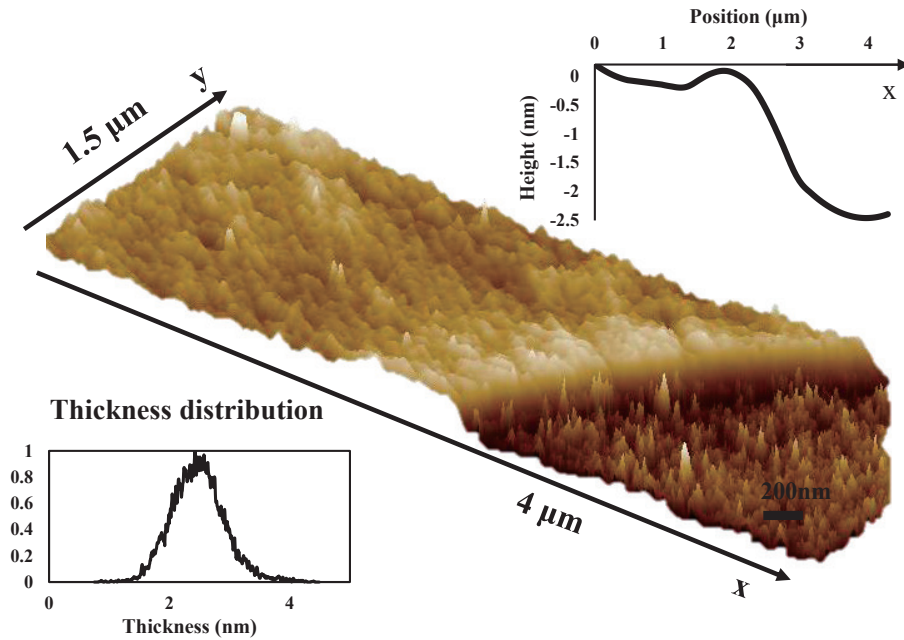 Position (μm)
0 1 2 3 4
x
Height (nm)
0
-0.5
-1
-1.5
-2
-2.5
y
1.5 μm
4 μm
x
200nm
Thickness distribution
1
0.8
0.6
0.4
0.2
0
0 2 4
Thickness (nm)